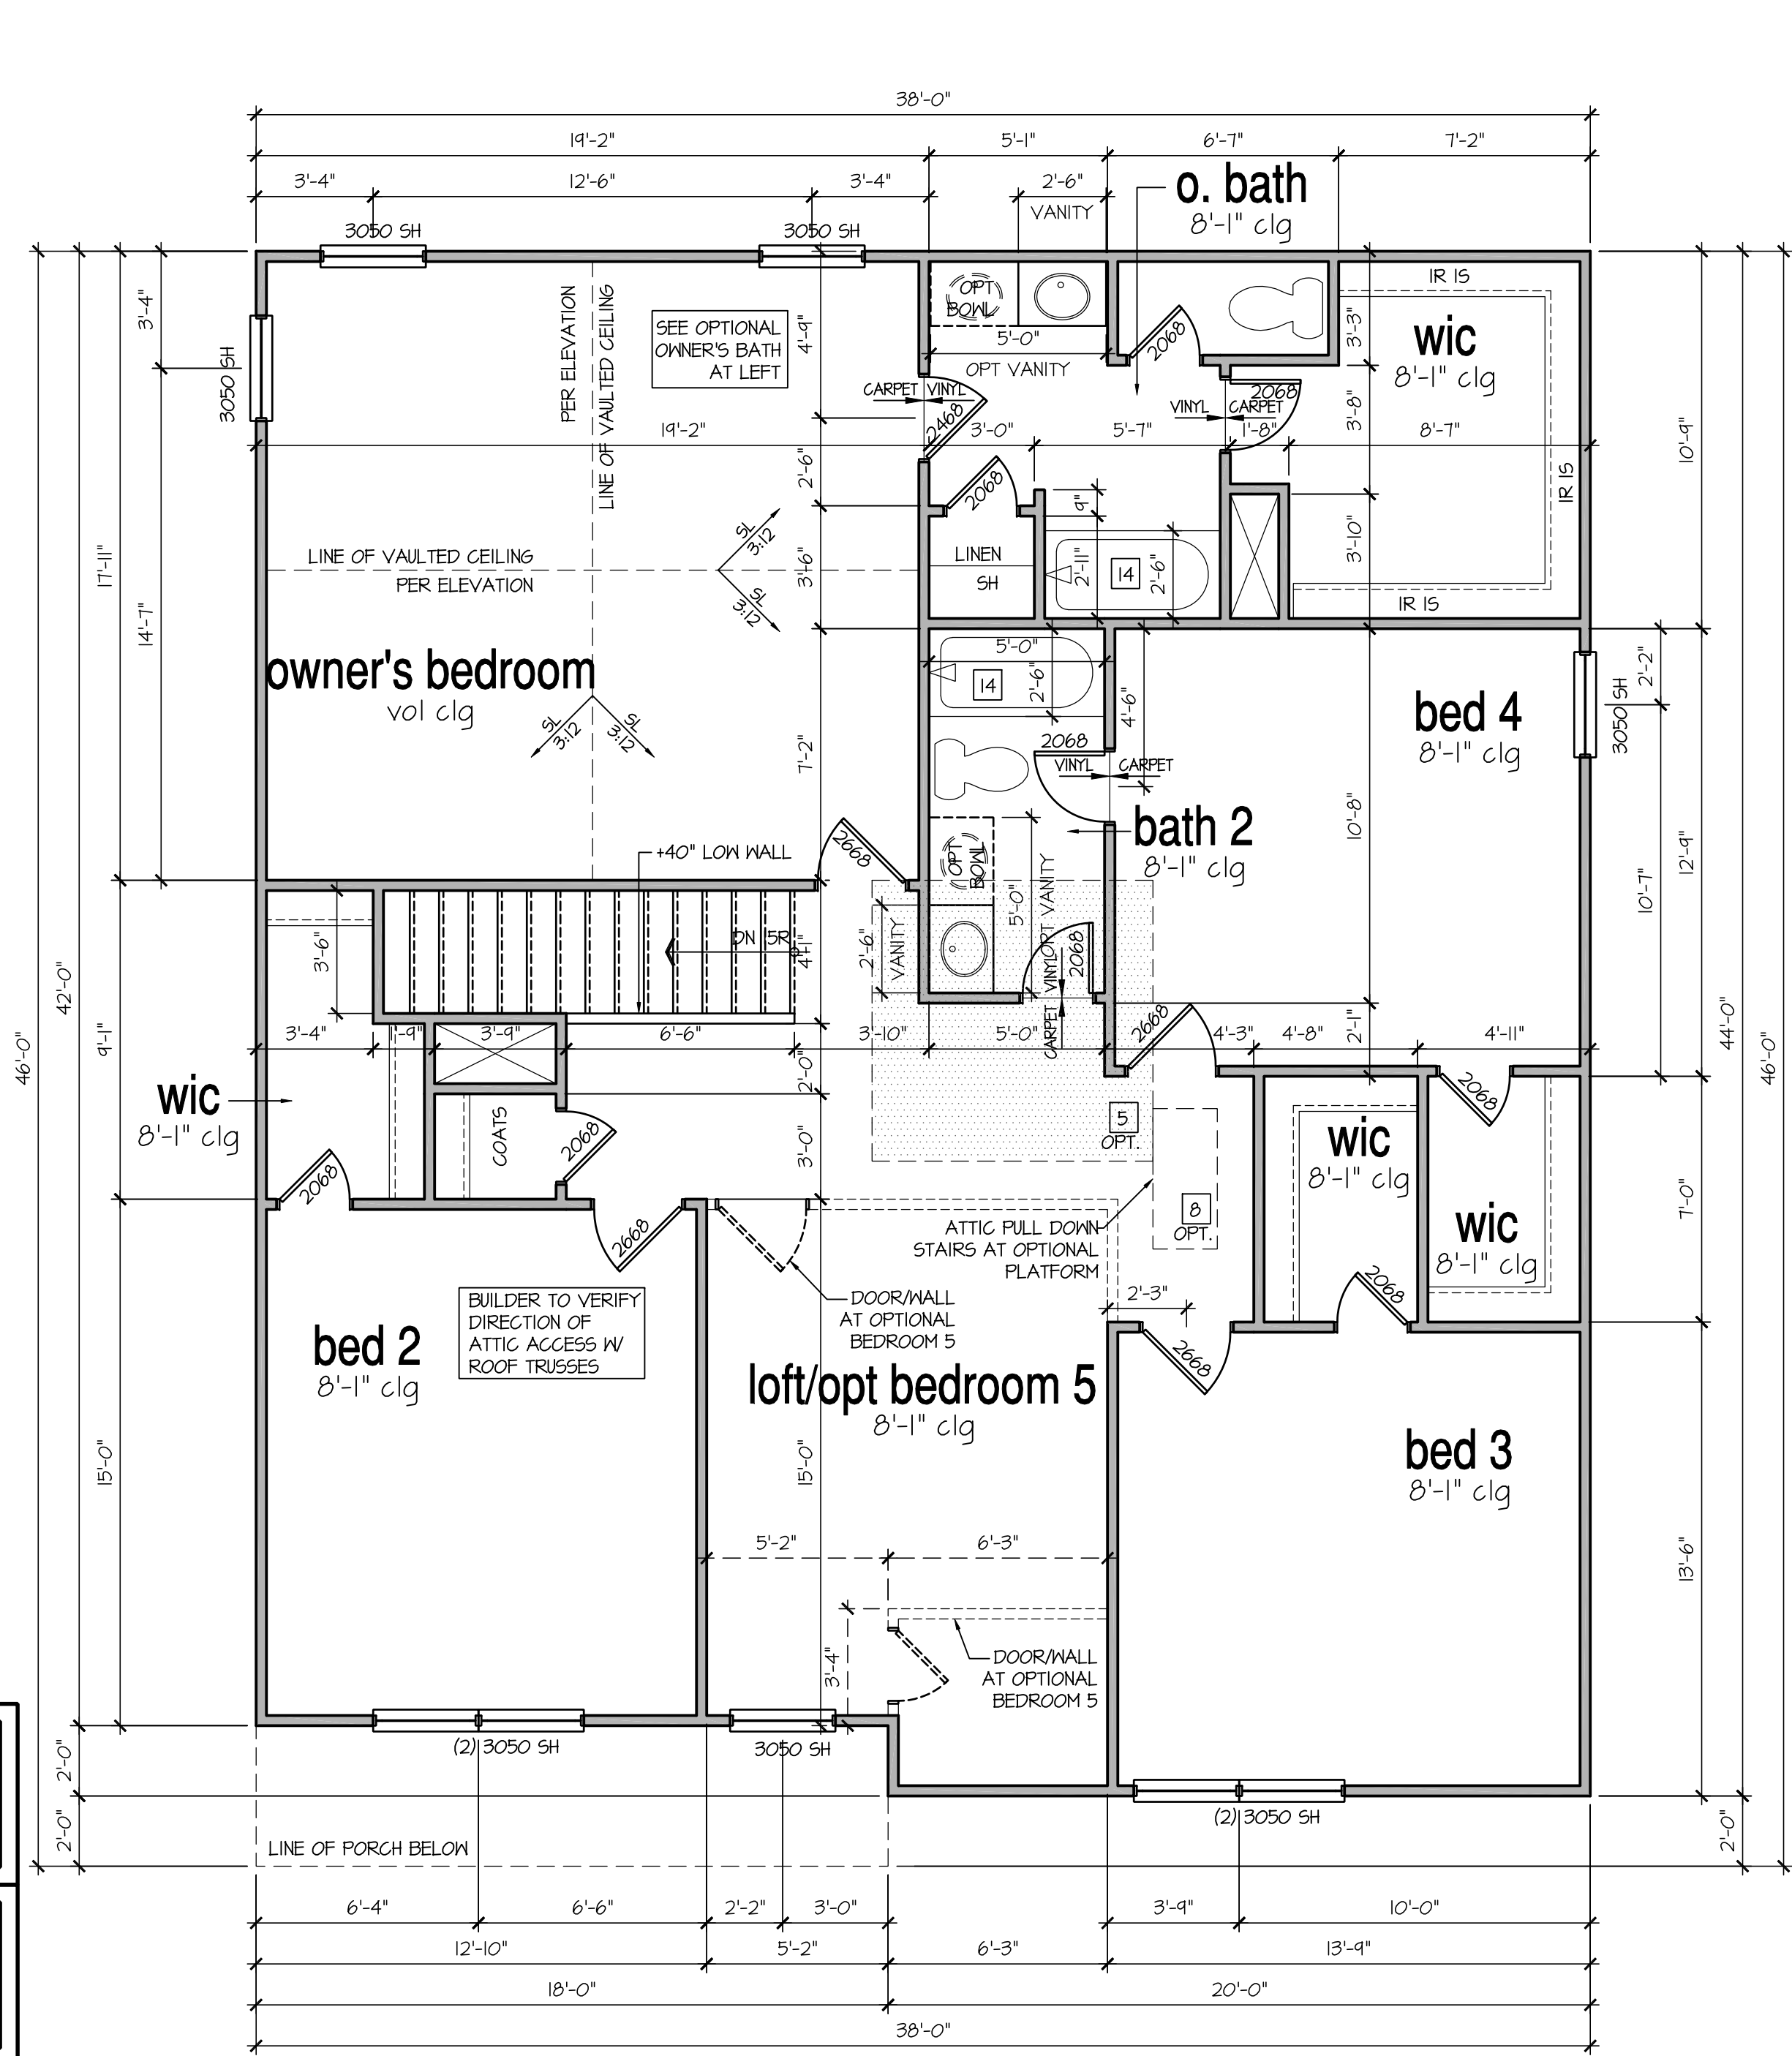 38'-0"
19'-2"
5'-1"
6'-7"
7'-2"
3'-4"
12'-6"
3'-4"
2'-6"
VANITY
o. bath
8'-1" clg
3050 SH
3050 SH
3'-4"
3050 SH
PER ELEVATION
LINE OF VAULTED CEILING
SEE OPTIONAL
OWNER'S BATH
AT LEFT
4'-9"
OPT
BOWL
5'-0"
OPT VANITY
2068
IR IS
wic
8'-1" clg
3'-3"
CARPET
VINYL
2468
VINYL
CARPET
2068
3'-8"
19'-2"
3'-0"
5'-7"
1'-8"
8'-7"
10'-9"
2'-6"
2068
9"
IR IS
SL
3:12
SL
3:12
LINE OF VAULTED CEILING
PER ELEVATION
3'-6"
LINEN
SH
2'-11"
14
2'-6"
3'-10"
IR IS
17'-11"
14'-7"
owner's bedroom
vol clg
SL
3:12
SL
3:12
7'-2"
5'-0"
14
2'-6"
4'-6"
2068
VINYL
CARPET
bed 4
8'-1" clg
3050 SH
2'-2"
bath 2
8'-1" clg
10'-8"
12'-9"
10'-7"
+40" LOW WALL
2668
OPT
BOWL
5'-0"
OPT VANITY
2'-6"
VANITY
VINYL
CARPET
2068
3'-6"
DN 15R
4'-1"
46'-0"
42'-0"
9'-1"
3'-4"
1'-9"
3'-9"
6'-6"
3'-10"
5'-0"
2668
4'-3"
4'-8"
2'-1"
4'-11"
44'-0"
46'-0"
2'-0"
wic
8'-1" clg
COATS
2068
3'-0"
2068
5
OPT.
wic
8'-1" clg
2068
2668
8
OPT.
ATTIC PULL DOWN
STAIRS AT OPTIONAL
PLATFORM
wic
8'-1" clg
7'-0"
2068
2'-3"
2668
BUILDER TO VERIFY
DIRECTION OF
ATTIC ACCESS W/
ROOF TRUSSES
DOOR/WALL
AT OPTIONAL
BEDROOM 5
bed 2
8'-1" clg
loft/opt bedroom 5
8'-1" clg
bed 3
8'-1" clg
15'-0"
15'-0"
5'-2"
6'-3"
13'-6"
3'-4"
DOOR/WALL
AT OPTIONAL
BEDROOM 5
(2) 3050 SH
3050 SH
(2) 3050 SH
2'-0"
2'-0"
LINE OF PORCH BELOW
2'-0"
6'-4"
6'-6"
2'-2"
3'-0"
3'-9"
10'-0"
12'-10"
5'-2"
6'-3"
13'-9"
18'-0"
20'-0"
38'-0"